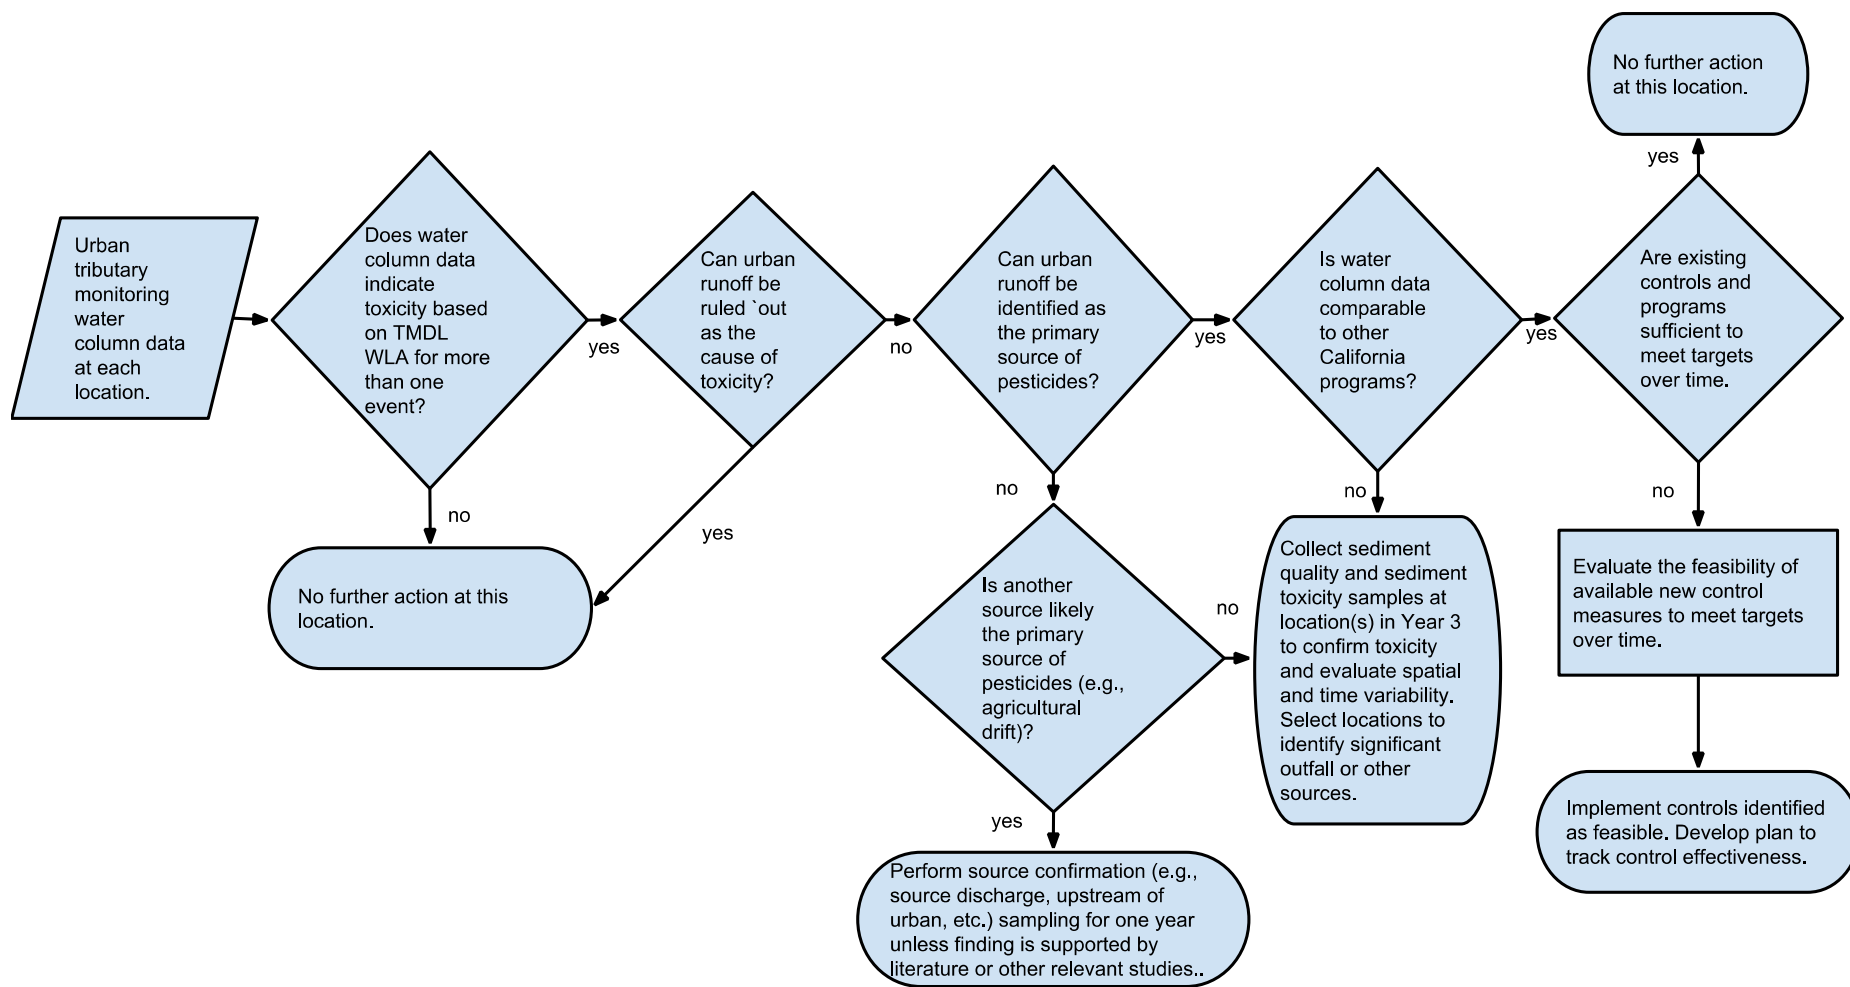 Urban
tributary
monitoring
water
column data
at each
location.
Does water
column data
indicate
toxicity based
on TMDL
WLA for more
than one
event?
yes
no
No further action at this
location.
Can urban
runoff be
ruled `out
as the
cause of
toxicity?
no
yes
Can urban
runoff be
identified as
the primary
source of
pesticides?
yes
no
Is another
source likely
the primary
source of
pesticides (e.g.,
agricultural
drift)?
no
yes
Perform source confirmation (e.g.,
source discharge, upstream of
urban, etc.) sampling for one year
unless finding is supported by
literature or other relevant studies..
Is water
column data
comparable
to other
California
programs?
yes
no
Collect sediment
quality and sediment
toxicity samples at
location(s) in Year 3
to confirm toxicity
and evaluate spatial
and time variability.
Select locations to
identify significant
outfall or other
sources.
Are existing
controls and
programs
sufficient to
meet targets
over time.
yes
No further action
at this location.
no
Evaluate the feasibility of
available new control
measures to meet targets
over time.
Implement controls identified
as feasible. Develop plan to
track control effectiveness.